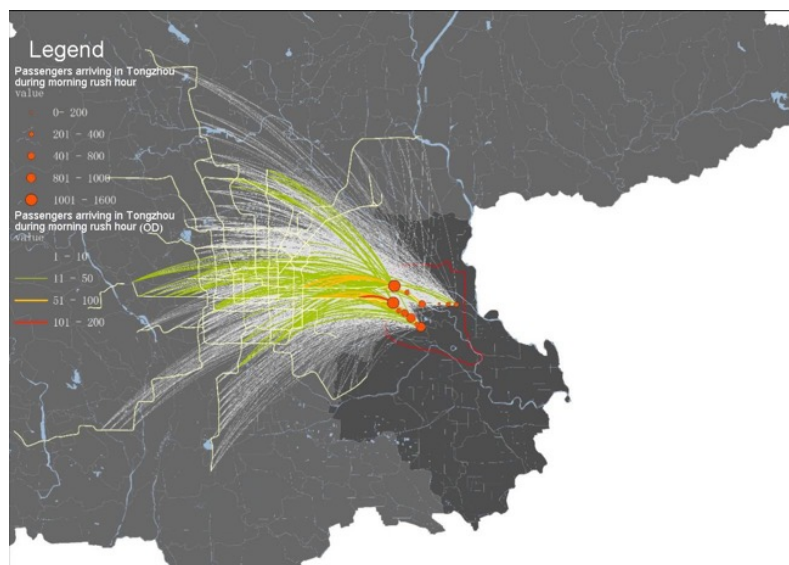 Legend
Passengers arriving in Tongzhou
during morning rush hour
value
0- 200
201 - 400
401 - 800
801 - 1000
1001 - 1600
Passengers arriving in Tongzhou
during morning rush hour (OD)
value
1 - 10
11 - 50
51 - 100
101 - 200